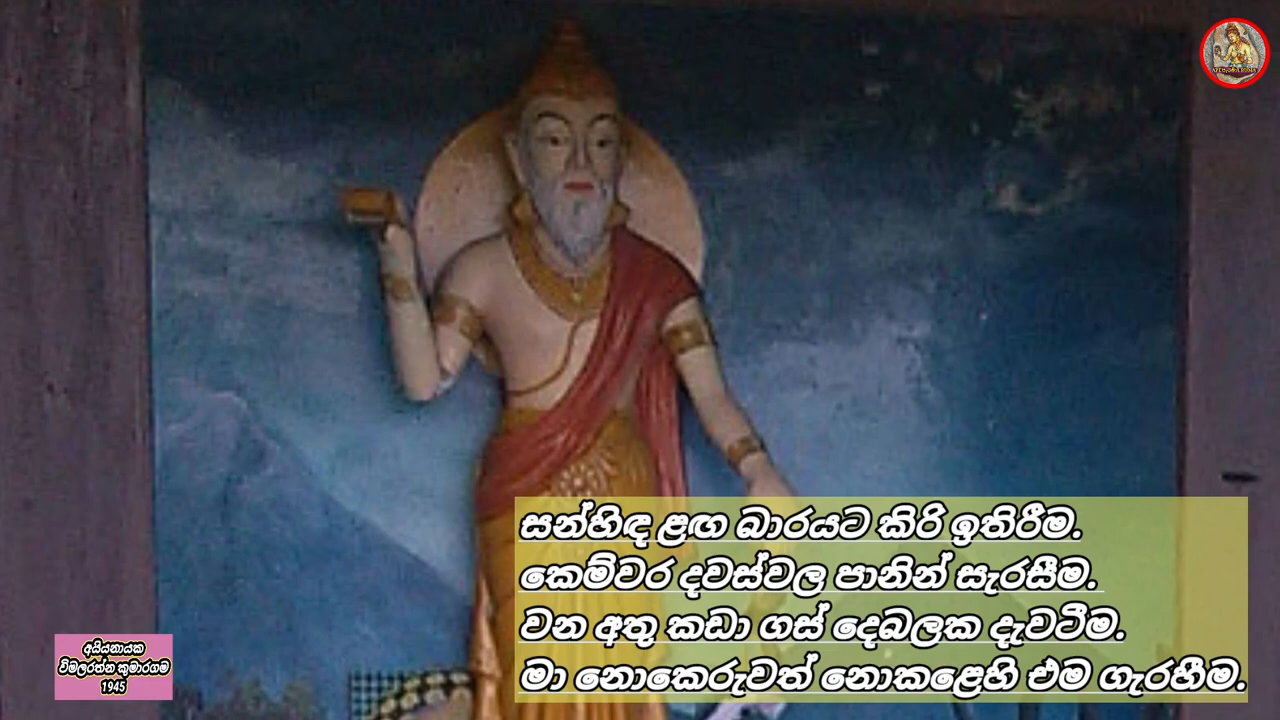 සන්හිඳ ළඟ බාරයට කිරි ඉතිරීම.
කෙම්වර දවස්වල පානින් සැරසීම.
වන අතු කඩා ගස් දෙබලක දැවටීම.
මා නොකෙරුවත් නොකළෙහි එම ගැරහීම.
අයියනායක
විමලරත්න කුමාරගම
1945